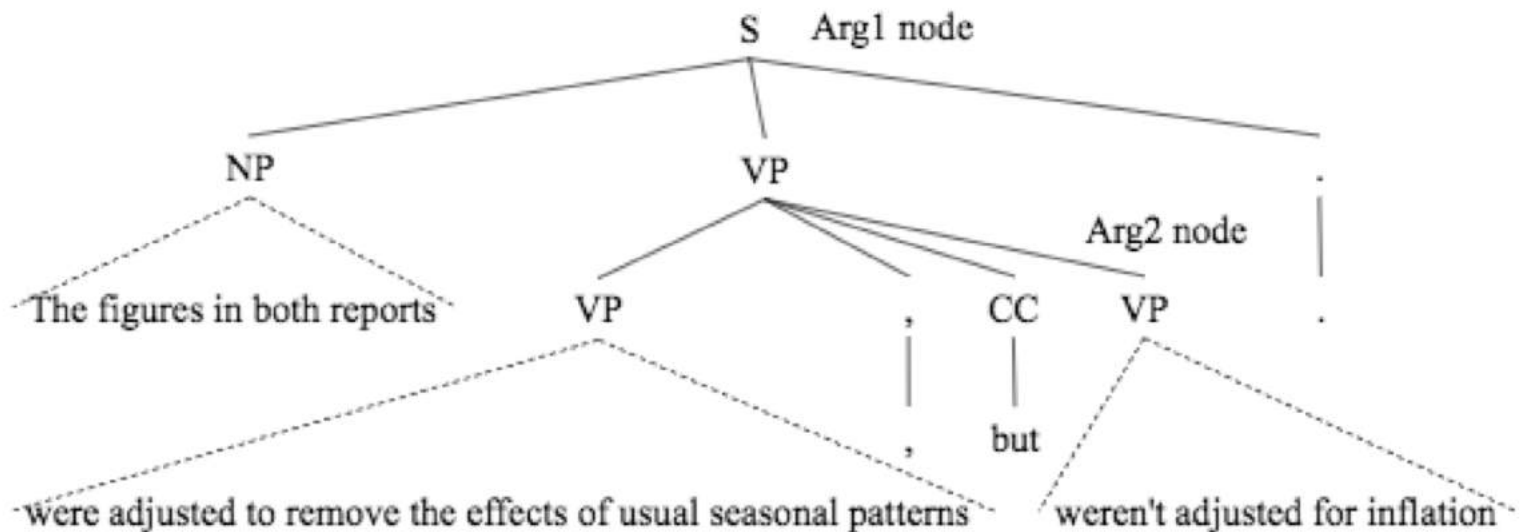 S Arg1 node
NP VP .
Arg2 node
The figures in both reports VP , CC VP .
, but
were adjusted to remove the effects of usual seasonal patterns weren't adjusted for inflation